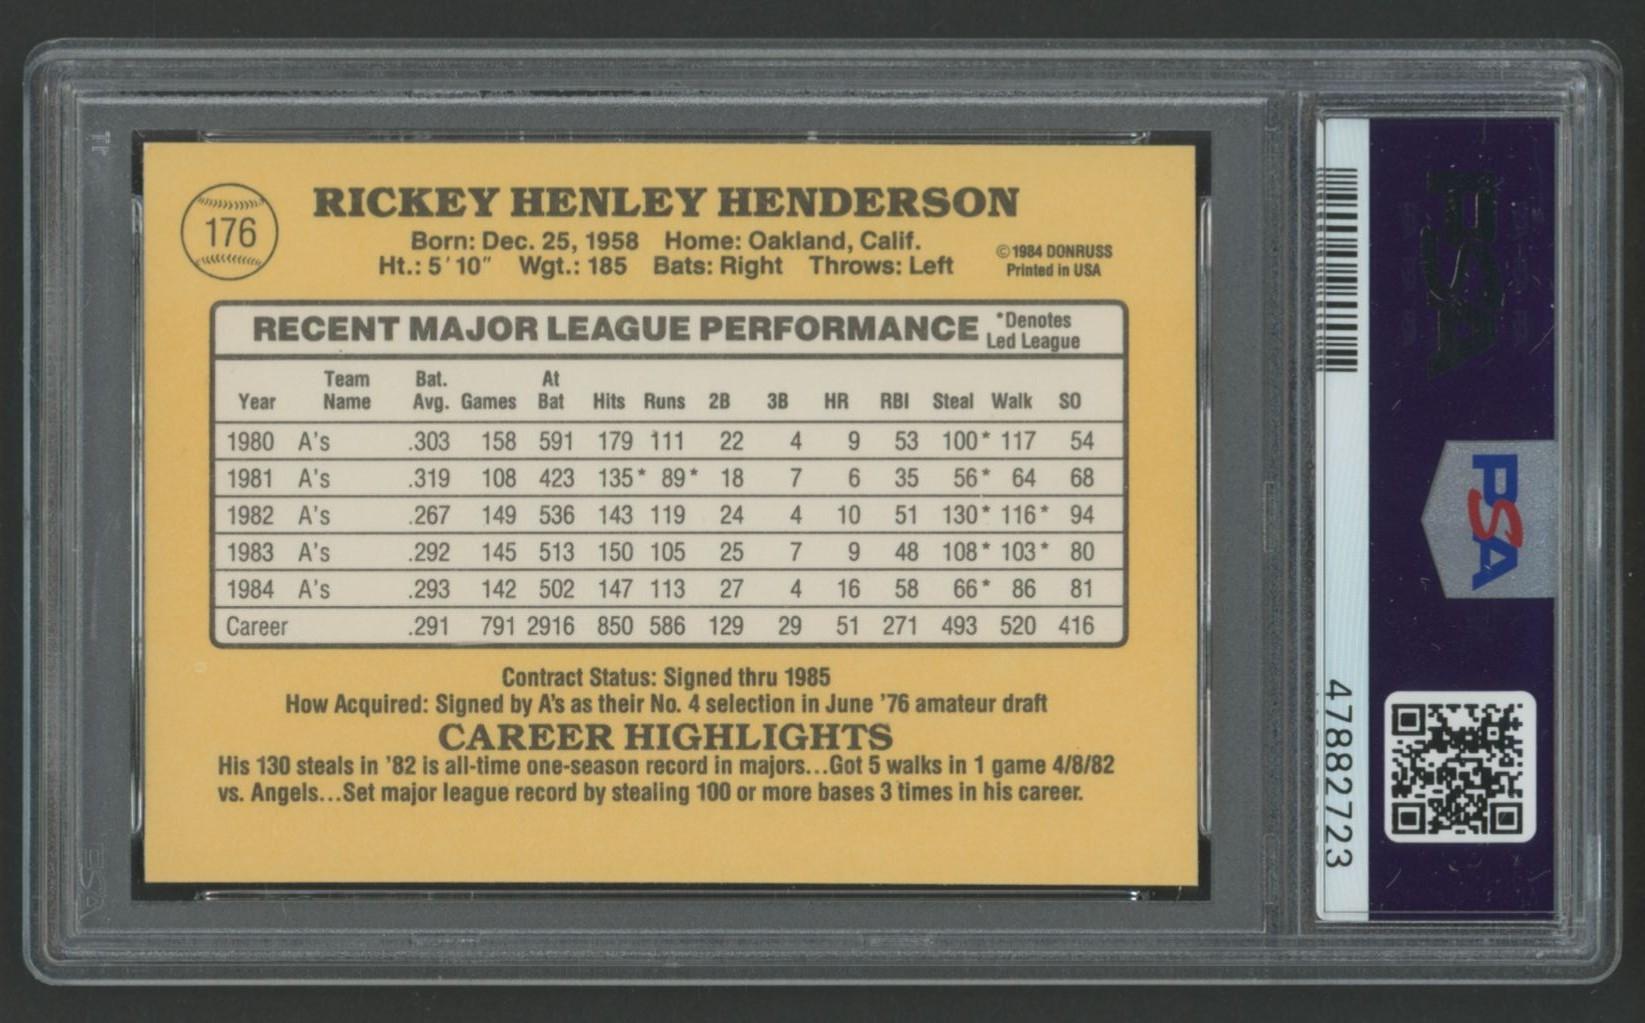 176
RICKEY HENLEY HENDERSON
Born: Dec. 25, 1958 Home: Oakland, Calif.
Ht.: 5'10" Wgt.: 185 Bats: Right Throws: Left
©1984 DONRUSS
Printed in USA
RECENT MAJOR LEAGUE PERFORMANCE
*Denotes
Led League
Year Team Name Bat. Avg. Games At Bat Hits Runs 2B 3B HR RBI Steal Walk SO
1980 A's .303 158 591 179 111 22 4 9 53 100* 117 54
1981 A's .319 108 423 135* 89* 18 7 6 35 56* 64 68
1982 A's .267 149 536 143 119 24 4 10 51 130* 116* 94
1983 A's .292 145 513 150 105 25 7 9 48 108* 103* 80
1984 A's .293 142 502 147 113 27 4 16 58 66* 86 81
Career .291 791 2916 850 586 129 29 51 271 493 520 416
Contract Status: Signed thru 1985
How Acquired: Signed by A's as their No. 4 selection in June '76 amateur draft
CAREER HIGHLIGHTS
His 130 steals in '82 is all-time one-season record in majors...Got 5 walks in 1 game 4/8/82
vs. Angels...Set major league record by stealing 100 or more bases 3 times in his career.
PSA
PSA
47882723
PSA